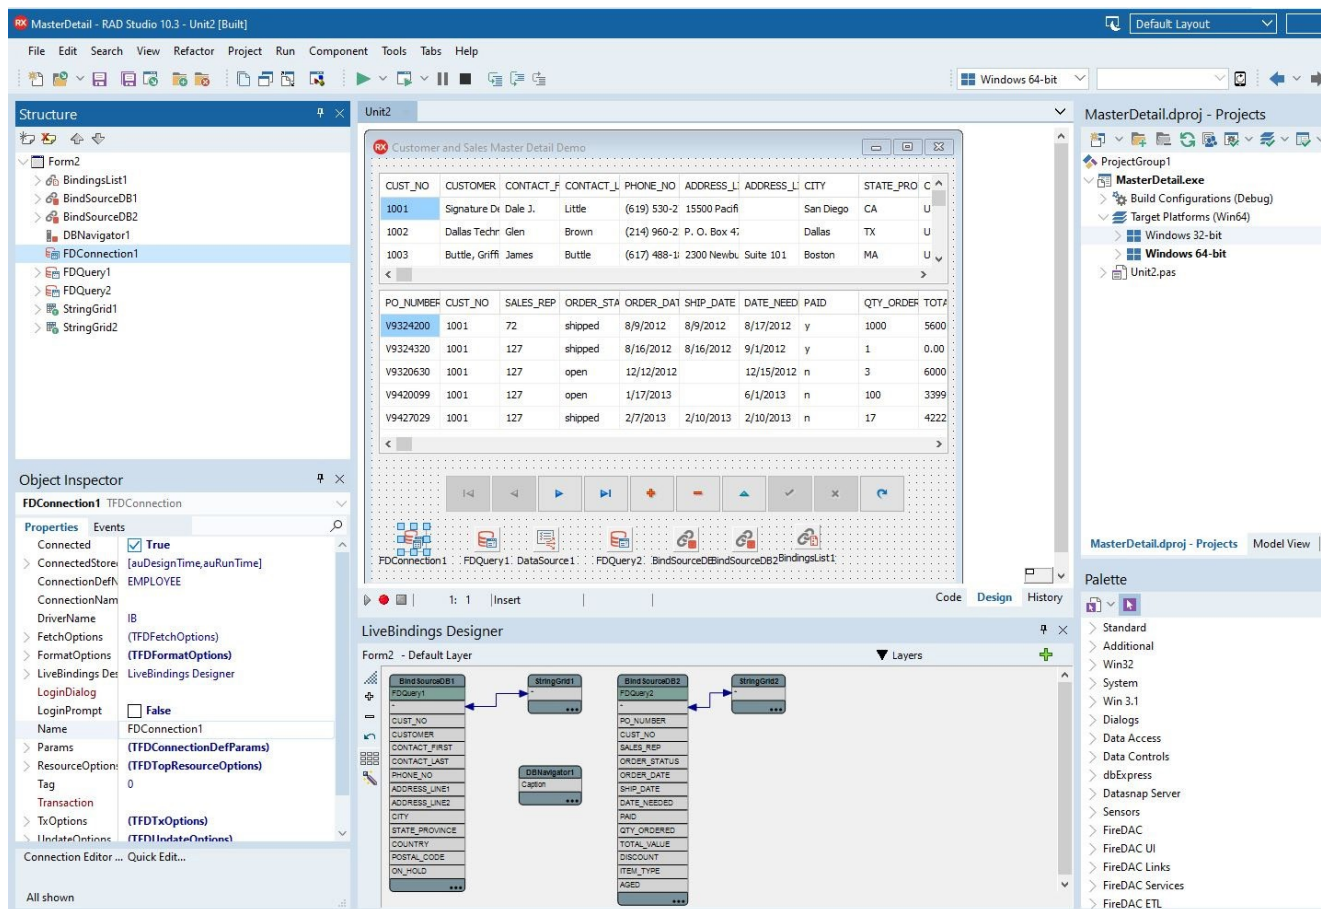 MasterDetail - RAD Studio 10.3 - Unit2 [Built]
Default Layout
File Edit Search View Refactor Project Run Component Tools Tabs Help
Windows 64-bit
Structure
Form2
BindingsList1
BindSourceDB1
BindSourceDB2
DBNavigator1
FDConnection1
FDQuery1
FDQuery2
StringGrid1
StringGrid2
Object Inspector
FDConnection1 TFDConnection
Properties Events
Connected True
ConnectedStore [auDesignTime,auRunTime]
ConnectionDefN EMPLOYEE
ConnectionNam
DriverName IB
FetchOptions (TFDFetchOptions)
FormatOptions (TFDFormatOptions)
LiveBindings Des LiveBindings Designer
LoginDialog
LoginPrompt False
Name FDConnection1
Params (TFDConnectionDefParams)
ResourceOption (TFDTopResourceOptions)
Tag 0
Transaction
TxOptions (TFDTxOptions)
UpdateOptions (TFDUpdateOptions)
Connection Editor ... Quick Edit...
All shown
Unit2
RX Customer and Sales Master Detail Demo
CUST_NO CUSTOMER CONTACT_F CONTACT_L PHONE_NO ADDRESS_L ADDRESS_L CITY STATE_PRO C
1001 Signature De Dale J. Little (619) 530-2 15500 Pacifi San Diego CA U
1002 Dallas Techr Glen Brown (214) 960-2 P. O. Box 47 Dallas TX U
1003 Buttle, Griffi James Buttle (617) 488-18 2300 Newbu Suite 101 Boston MA U
PO_NUMBER CUST_NO SALES_REP ORDER_STA ORDER_DAT SHIP_DATE DATE_NEED PAID QTY_ORDER TOTA
V9324200 1001 72 shipped 8/9/2012 8/9/2012 8/17/2012 y 1000 5600
V9324320 1001 127 shipped 8/16/2012 8/16/2012 9/1/2012 y 1 0.00
V9320630 1001 127 open 12/12/2012 12/15/2012 n 3 6000
V9420099 1001 127 open 1/17/2013 6/1/2013 n 100 3399
V9427029 1001 127 shipped 2/7/2013 2/10/2013 2/10/2013 n 17 4222
FDConnection1 FDQuery1 DataSource1 FDQuery2 BindSourceDB BindSourceDB2 BindingsList1
1: 1 Insert
Code Design History
LiveBindings Designer
Form2 - Default Layer
Layers
BindSourceDB1
FDQuery1
*
CUST_NO
CUSTOMER
CONTACT_FIRST
CONTACT_LAST
PHONE_NO
ADDRESS_LINE1
ADDRESS_LINE2
CITY
STATE_PROVINCE
COUNTRY
POSTAL_CODE
ON_HOLD
StringGrid1
*
DBNavigator1
Caption
BindSourceDB2
FDQuery2
*
PO_NUMBER
CUST_NO
SALES_REP
ORDER_STATUS
ORDER_DATE
SHIP_DATE
DATE_NEEDED
PAID
QTY_ORDERED
TOTAL_VALUE
DISCOUNT
ITEM_TYPE
AGED
StringGrid2
*
MasterDetail.dproj - Projects
ProjectGroup1
MasterDetail.exe
Build Configurations (Debug)
Target Platforms (Win64)
Windows 32-bit
Windows 64-bit
Unit2.pas
MasterDetail.dproj - Projects Model View
Palette
Standard
Additional
Win32
System
Win 3.1
Dialogs
Data Access
Data Controls
dbExpress
Datasnap Server
Sensors
FireDAC
FireDAC UI
FireDAC Links
FireDAC Services
FireDAC ETL